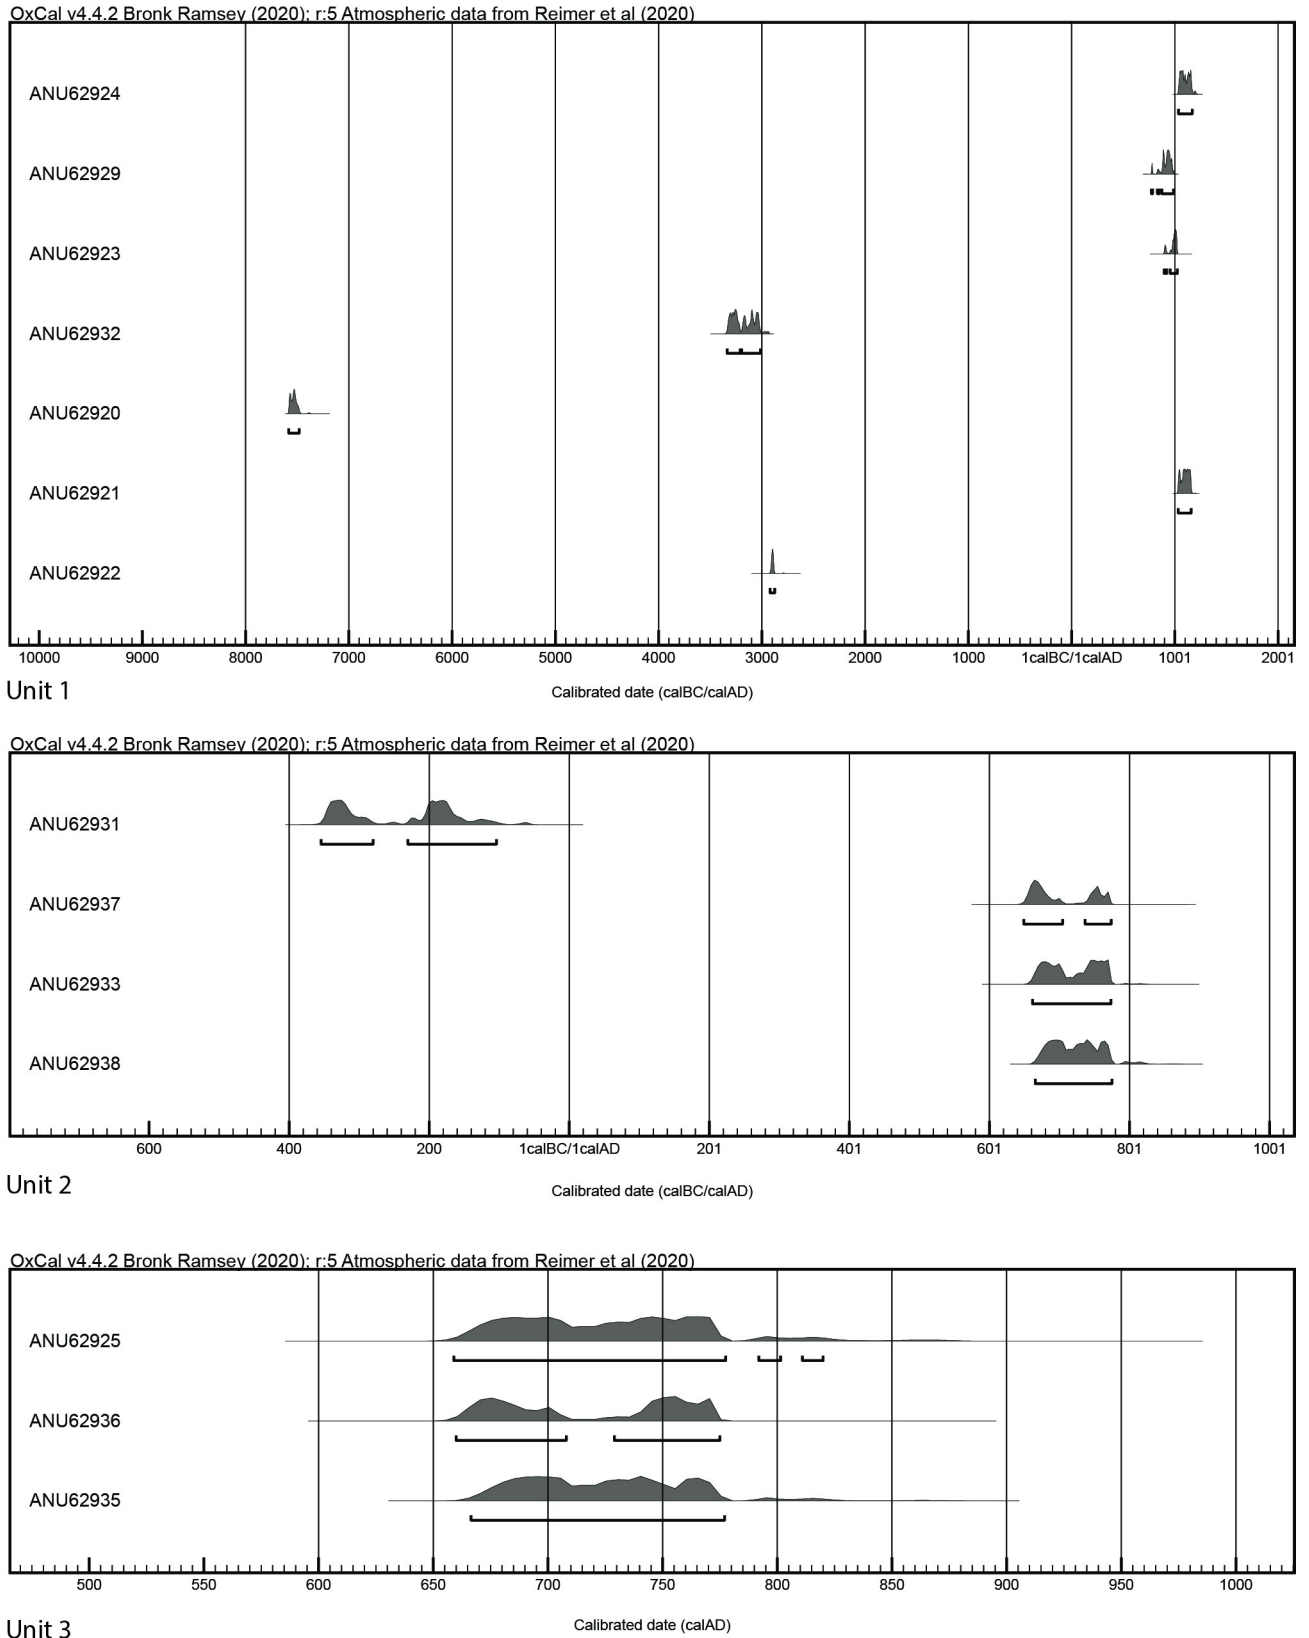 OxCal v4.4.2 Bronk Ramsey (2020); r:5 Atmospheric data from Reimer et al (2020)
ANU62924
ANU62929
ANU62923
ANU62932
ANU62920
ANU62921
ANU62922
10000 9000 8000 7000 6000 5000 4000 3000 2000 1000 1calBC/1calAD 1001 2001
Unit 1
Calibrated date (calBC/calAD)
OxCal v4.4.2 Bronk Ramsey (2020); r:5 Atmospheric data from Reimer et al (2020)
ANU62931
ANU62937
ANU62933
ANU62938
600 400 200 1calBC/1calAD 201 401 601 801 1001
Unit 2
Calibrated date (calBC/calAD)
OxCal v4.4.2 Bronk Ramsey (2020); r:5 Atmospheric data from Reimer et al (2020)
ANU62925
ANU62936
ANU62935
500 550 600 650 700 750 800 850 900 950 1000
Unit 3
Calibrated date (calAD)